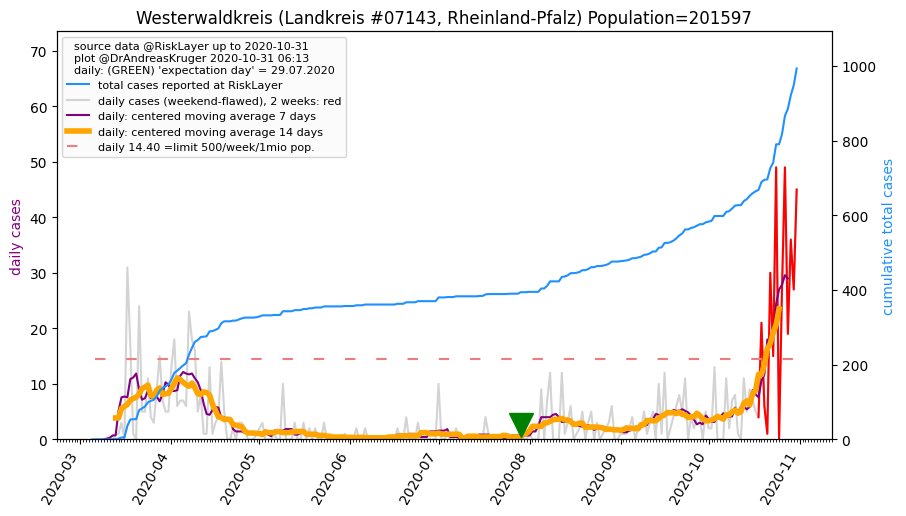 Westerwaldkreis (Landkreis #07143, Rheinland-Pfalz) Population=201597
source data @RiskLayer up to 2020-10-31
plot @DrAndreasKruger 2020-10-31 06:13
daily: (GREEN) 'expectation day' = 29.07.2020
total cases reported at RiskLayer
daily cases (weekend-flawed), 2 weeks: red
daily: centered moving average 7 days
daily: centered moving average 14 days
daily 14.40 =limit 500/week/1mio pop.
daily cases
70
60
50
40
30
20
10
0
cumulative total cases
1000
800
600
400
200
0
2020-03
2020-04
2020-05
2020-06
2020-07
2020-08
2020-09
2020-10
2020-11